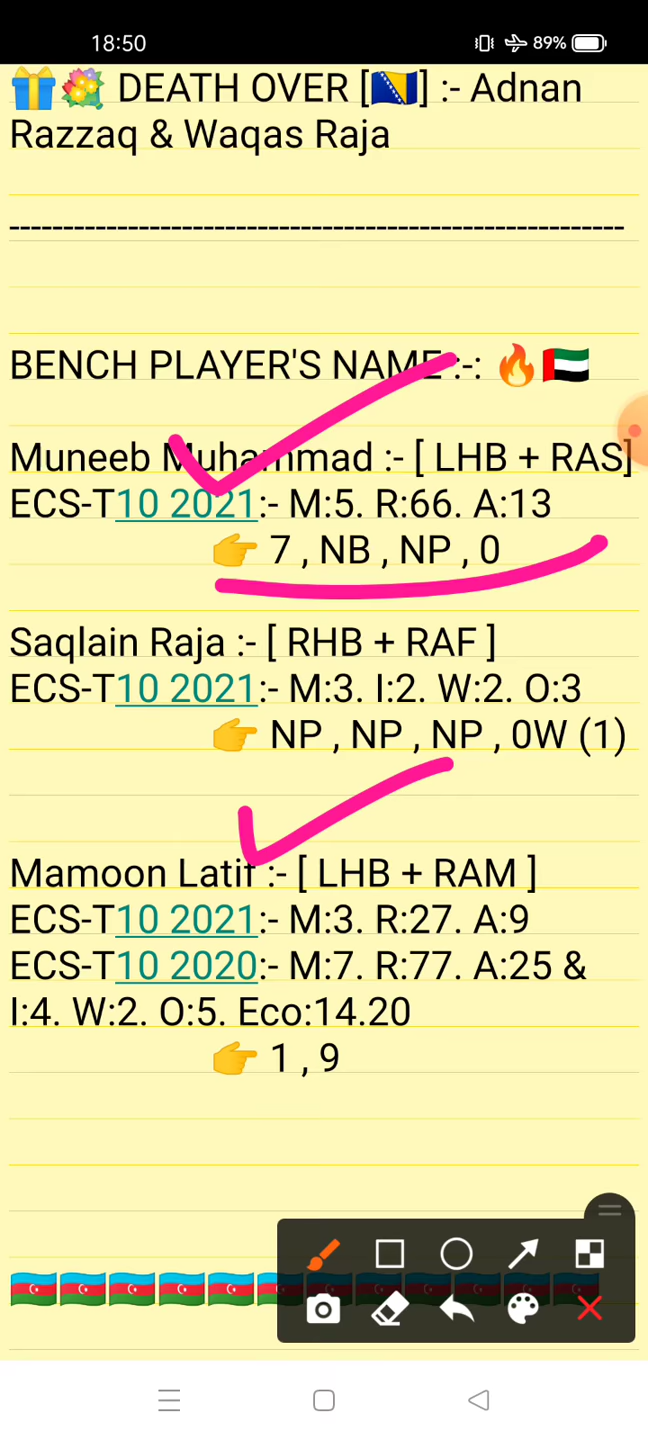 18:50
89%
🎁💐 DEATH OVER [🇧🇦] :- Adnan
Razzaq & Waqas Raja
---------------------------------------------------------
BENCH PLAYER'S NAME :-: 🔥🇦🇪
Muneeb Muhammad :- [ LHB + RAS]
ECS-T10 2021:- M:5. R:66. A:13
👉 7 , NB , NP , 0
Saqlain Raja :- [ RHB + RAF ]
ECS-T10 2021:- M:3. I:2. W:2. O:3
👉 NP , NP , NP , 0W (1)
Mamoon Latif :- [ LHB + RAM ]
ECS-T10 2021:- M:3. R:27. A:9
ECS-T10 2020:- M:7. R:77. A:25 &
I:4. W:2. O:5. Eco:14.20
👉 1 , 9
🇦🇿🇦🇿🇦🇿🇦🇿🇦🇿🇦🇿🇦🇿🇦🇿🇦🇿🇦🇿🇦🇿🇦🇿